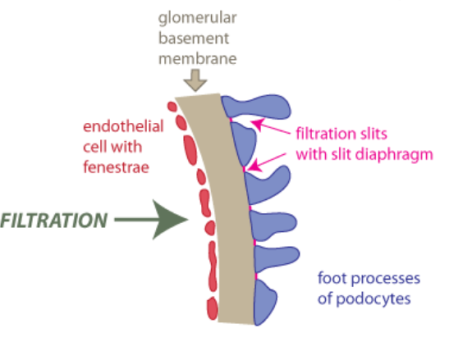 glomerular
basement
membrane
endothelial
cell with
fenestrae
filtration slits
with slit diaphragm
FILTRATION
foot processes
of podocytes